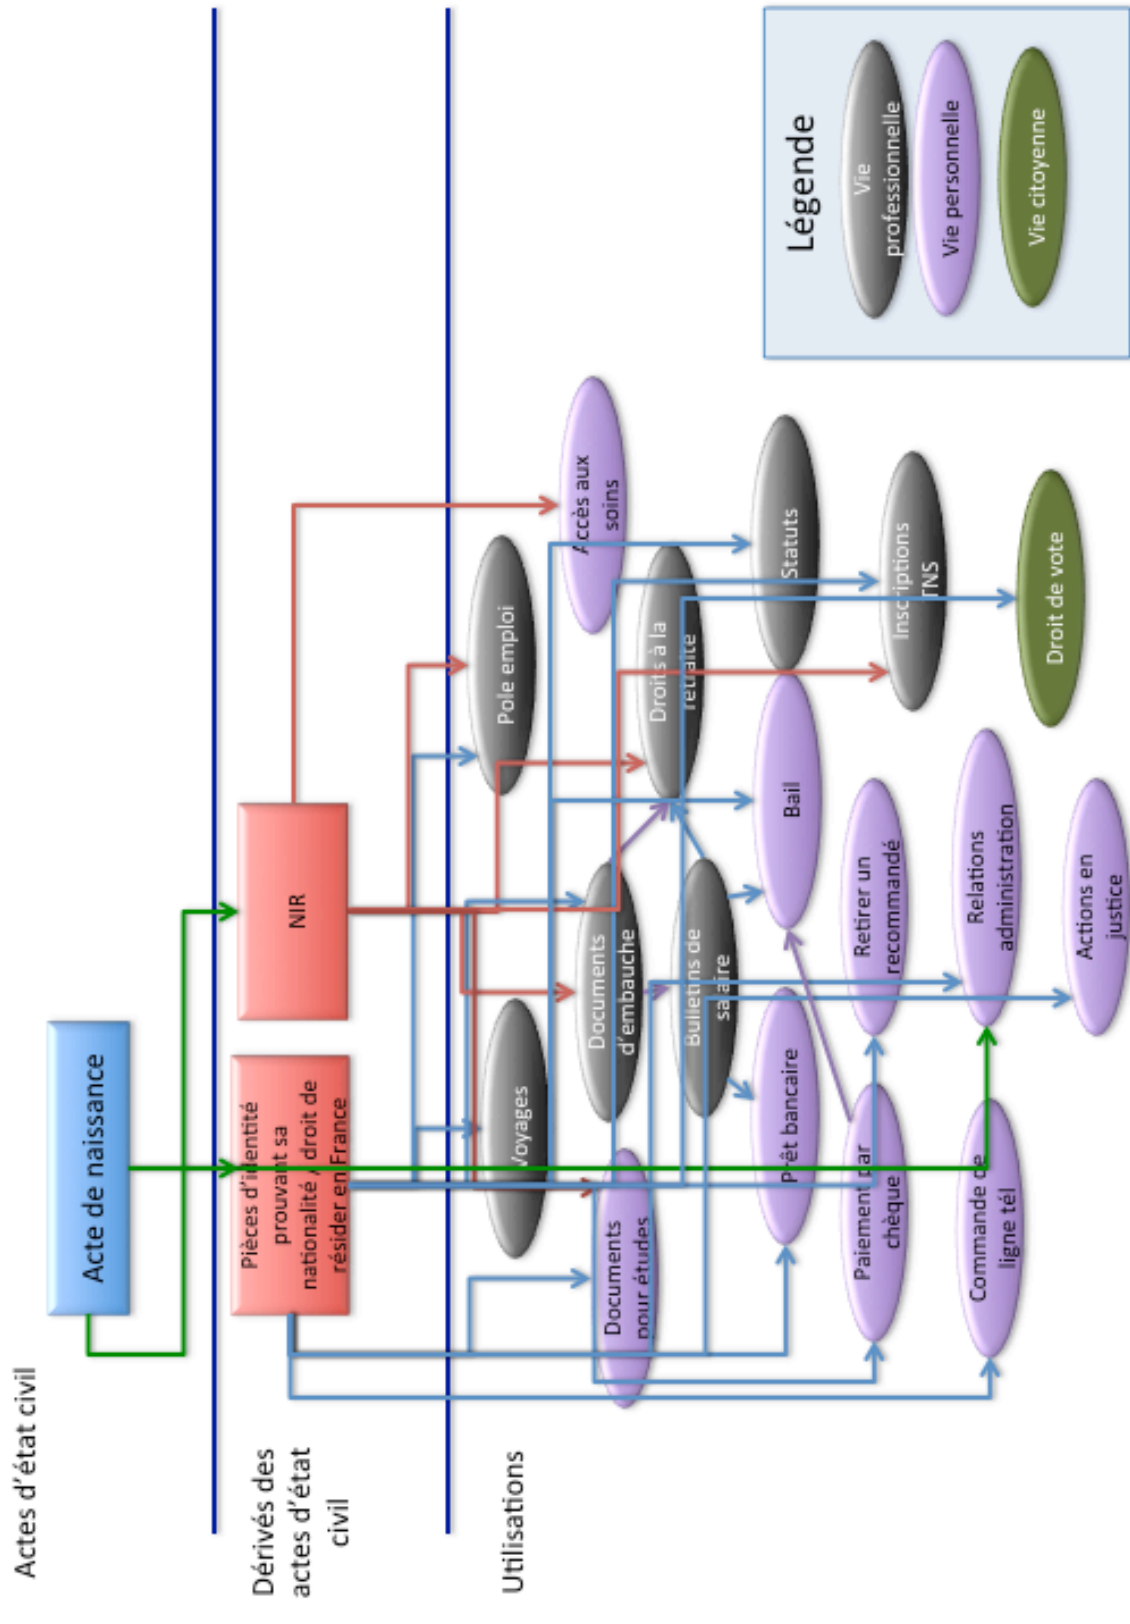 Actes d'état civil
Acte de naissance
Dérivés des
actes d'état
civil
Pièces d'identité
prouvant sa
nationalité / droit de
résider en France
NIR
Utilisations
Voyages
Pole emploi
Documents
pour études
Documents
d'embauche
Accès aux
soins
Bulletins de
salaire
Droits à la
retraite
Prêt bancaire
Bail
Statuts
Paiement par
chèque
Retirer un
recommandé
Inscriptions
TNS
Commande de
ligne tél
Relations
administration
Droit de vote
Actions en
justice
Légende
Vie
professionnelle
Vie personnelle
Vie citoyenne